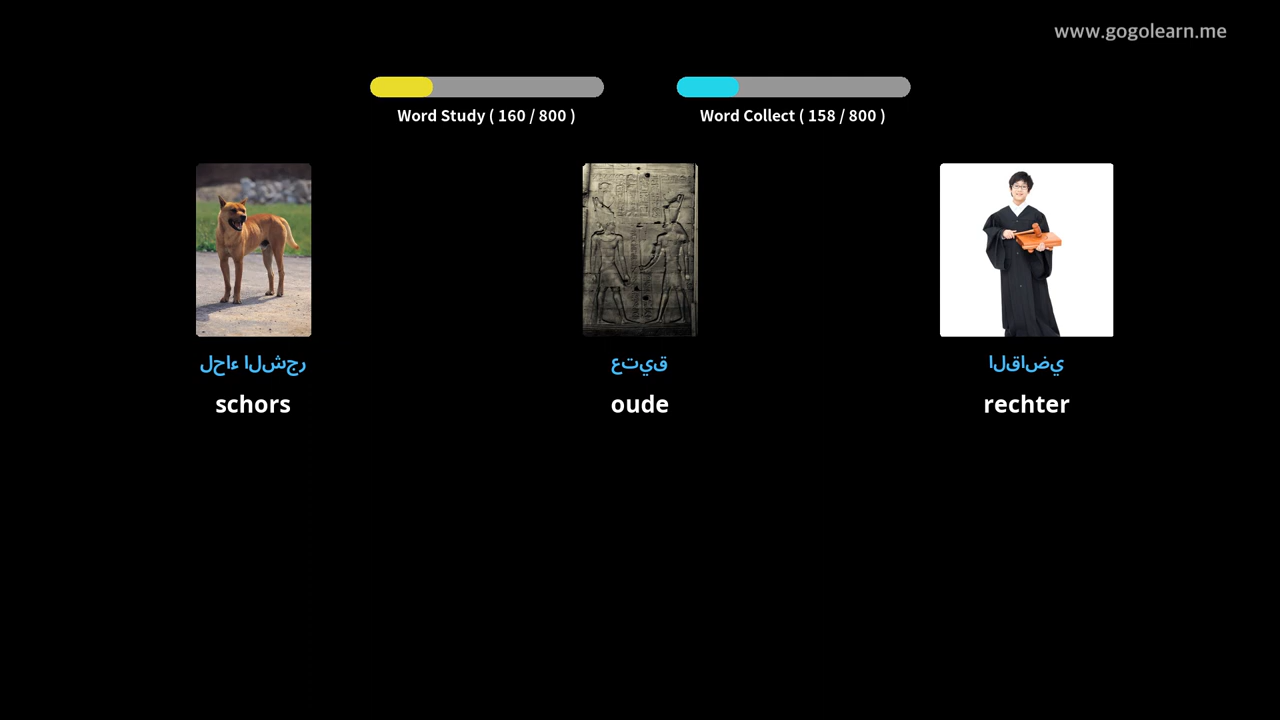 www.gogolearn.me
Word Study ( 160 / 800 )
Word Collect ( 158 / 800 )
لحاء الشجر
عتيق
القاضي
schors
oude
rechter